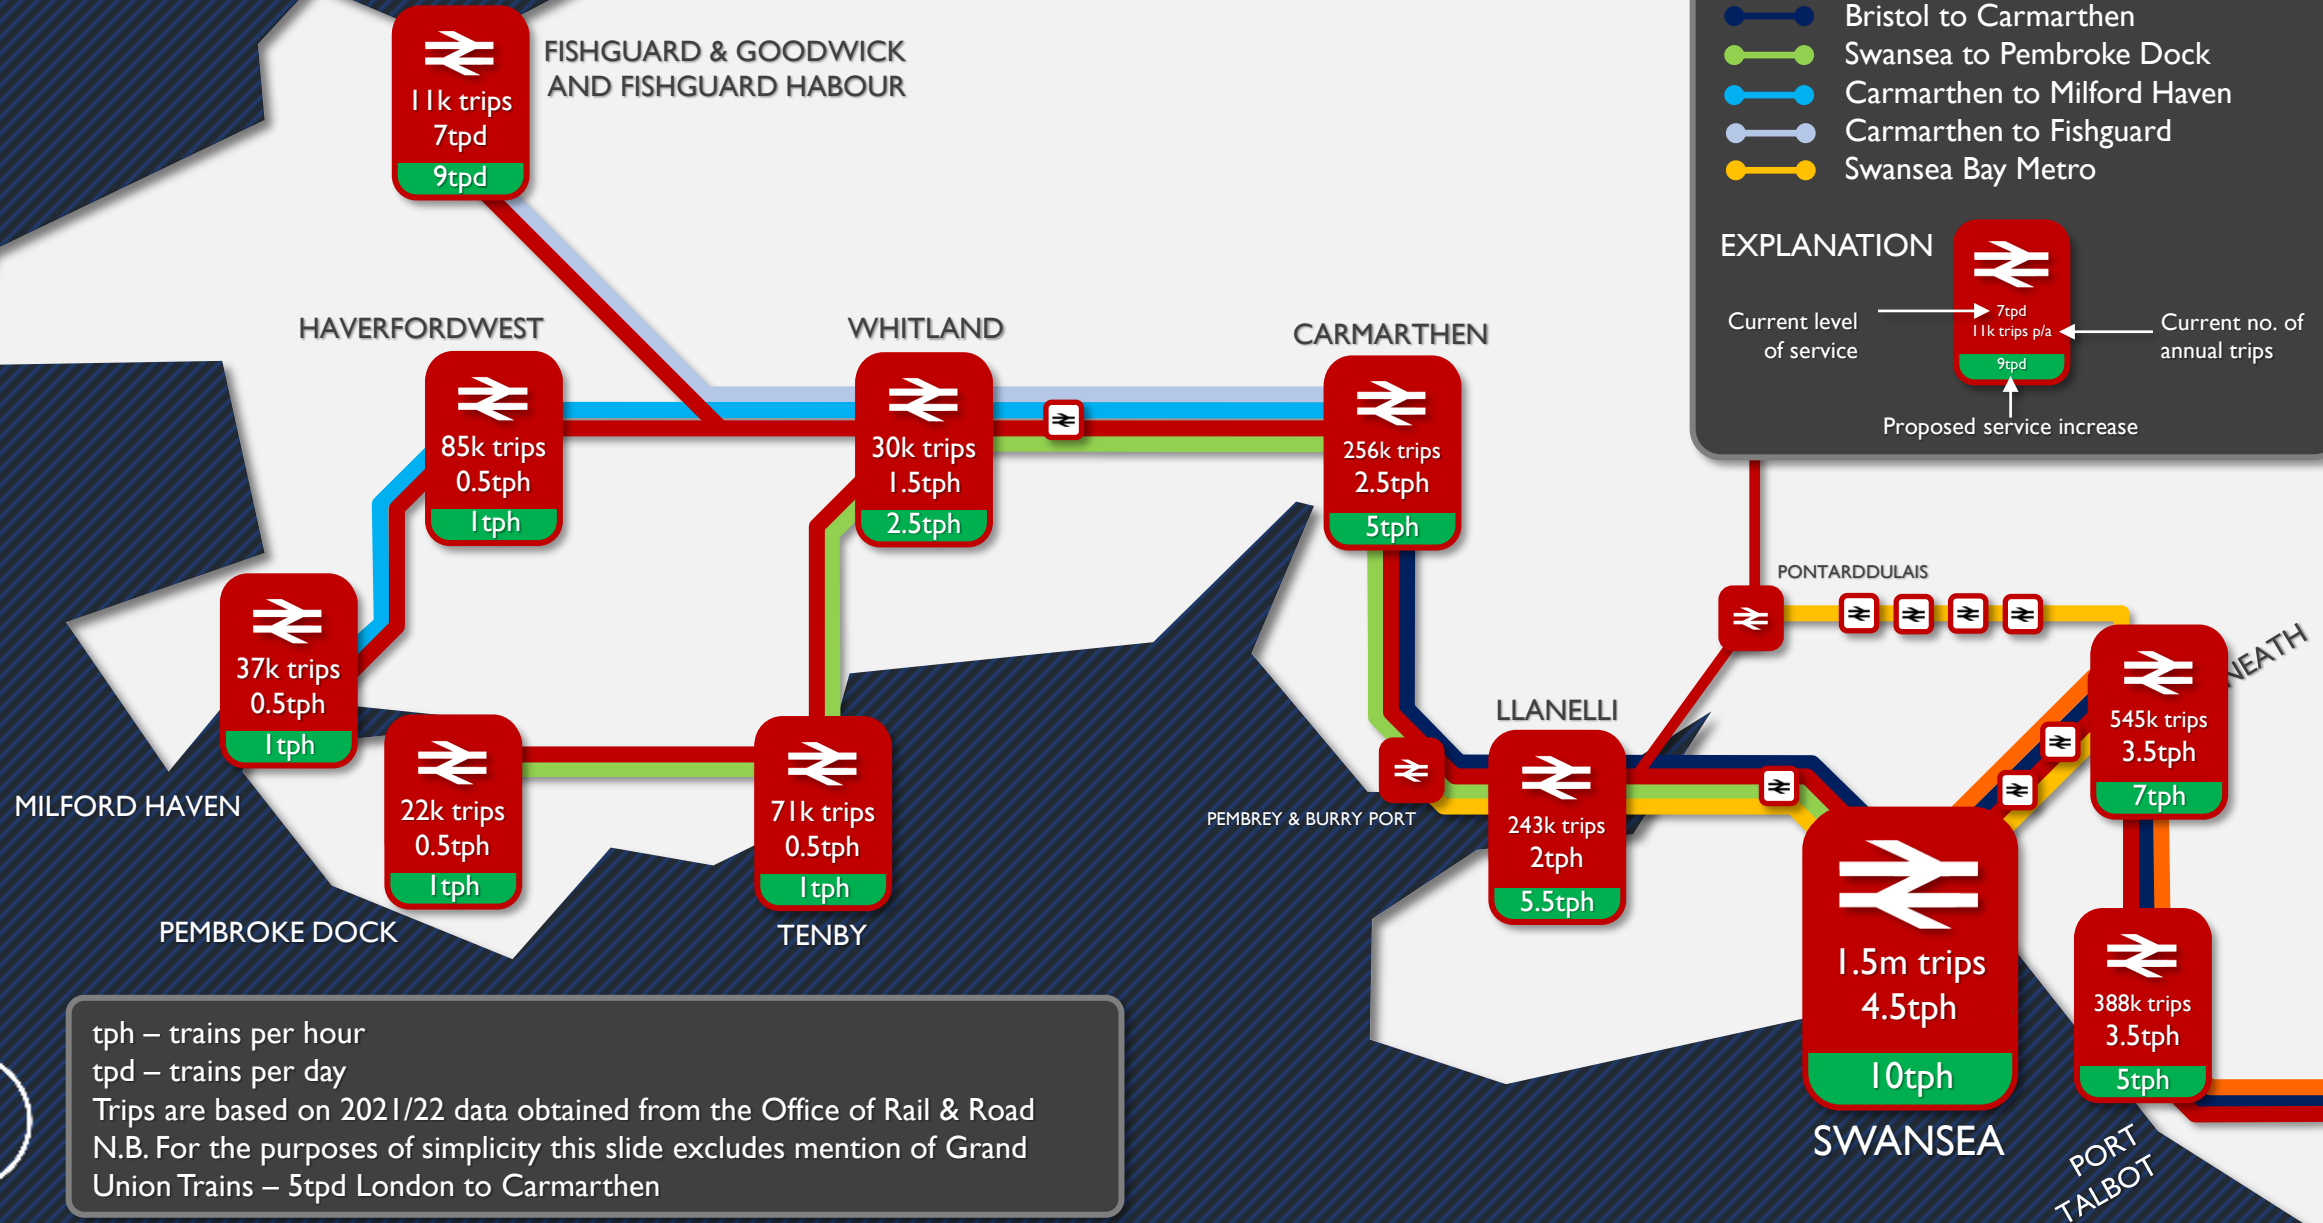 Bristol to Carmarthen
Swansea to Pembroke Dock
Carmarthen to Milford Haven
Carmarthen to Fishguard
Swansea Bay Metro
EXPLANATION
Current level
of service
7tpd
11k trips p/a
9tpd
Current no. of
annual trips
Proposed service increase
FISHGUARD & GOODWICK
AND FISHGUARD HABOUR
11k trips
7tpd
9tpd
HAVERFORDWEST
85k trips
0.5tph
1tph
WHITLAND
30k trips
1.5tph
2.5tph
CARMARTHEN
256k trips
2.5tph
5tph
PONTARDDULAIS
NEATH
545k trips
3.5tph
7tph
37k trips
0.5tph
1tph
MILFORD HAVEN
22k trips
0.5tph
1tph
PEMBROKE DOCK
71k trips
0.5tph
1tph
TENBY
PEMBREY & BURRY PORT
LLANELLI
243k trips
2tph
5.5tph
1.5m trips
4.5tph
10tph
SWANSEA
388k trips
3.5tph
5tph
PORT
TALBOT
tph – trains per hour
tpd – trains per day
Trips are based on 2021/22 data obtained from the Office of Rail & Road
N.B. For the purposes of simplicity this slide excludes mention of Grand
Union Trains – 5tpd London to Carmarthen